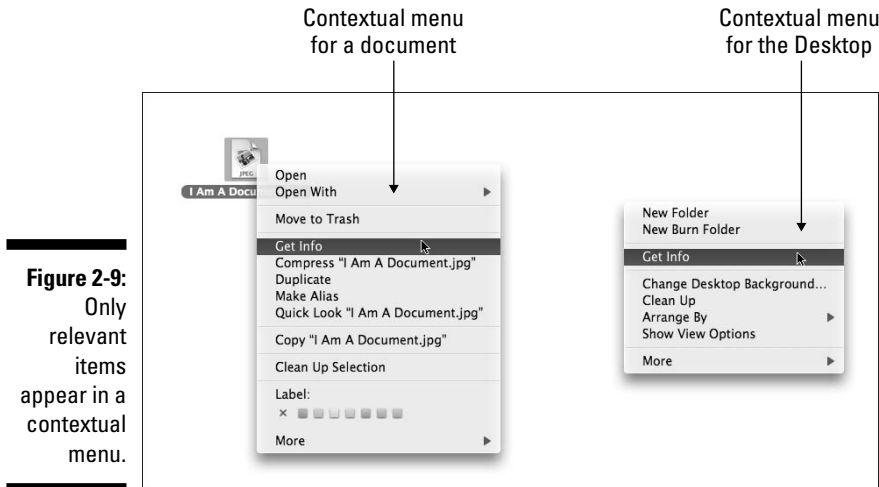 Contextual menu
for a document
Contextual menu
for the Desktop
JPEG
I Am A Docu
Open
Open With
Move to Trash
Get Info
Compress “I Am A Document.jpg”
Duplicate
Make Alias
Quick Look “I Am A Document.jpg”
Copy “I Am A Document.jpg”
Clean Up Selection
Label:
×
More
New Folder
New Burn Folder
Get Info
Change Desktop Background...
Clean Up
Arrange By
Show View Options
More
Figure 2-9:
Only
relevant
items
appear in a
contextual
menu.